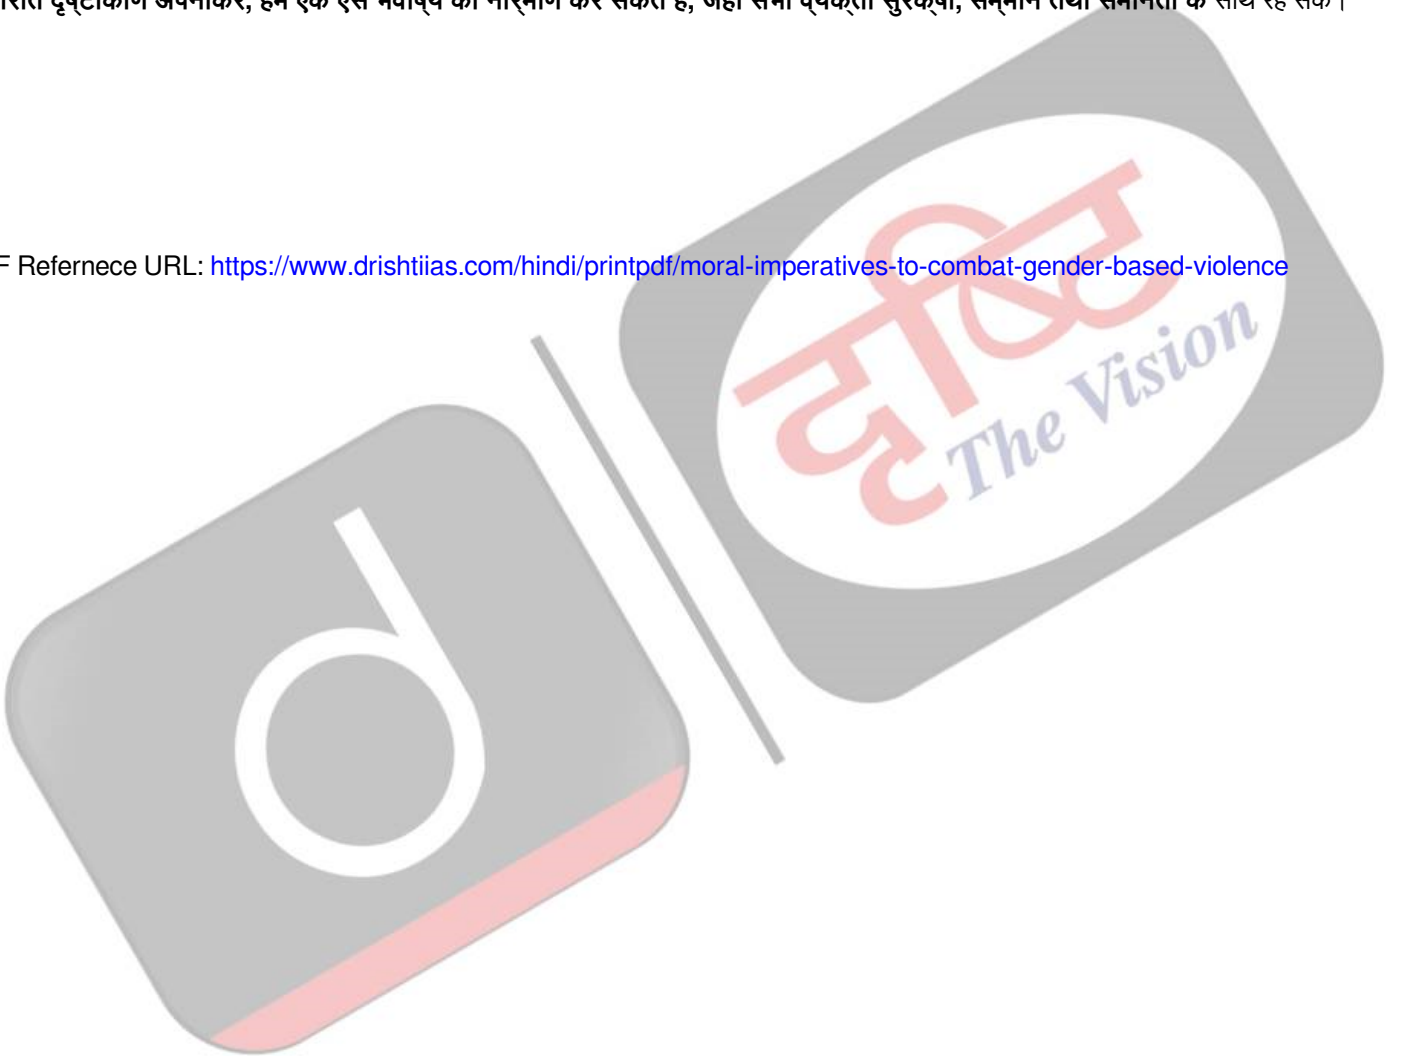 दृष्टिकोण अपनाकर, हम एक ऐसे भविष्य का निर्माण कर सकते हैं, जहाँ सभी व्यक्ति सुरक्षा, सम्मान तथा समानता के साथ रह सकें।
F Refernece URL: https://www.drishtiias.com/hindi/printpdf/moral-imperatives-to-combat-gender-based-violence
दृष्टि
The Vision
d